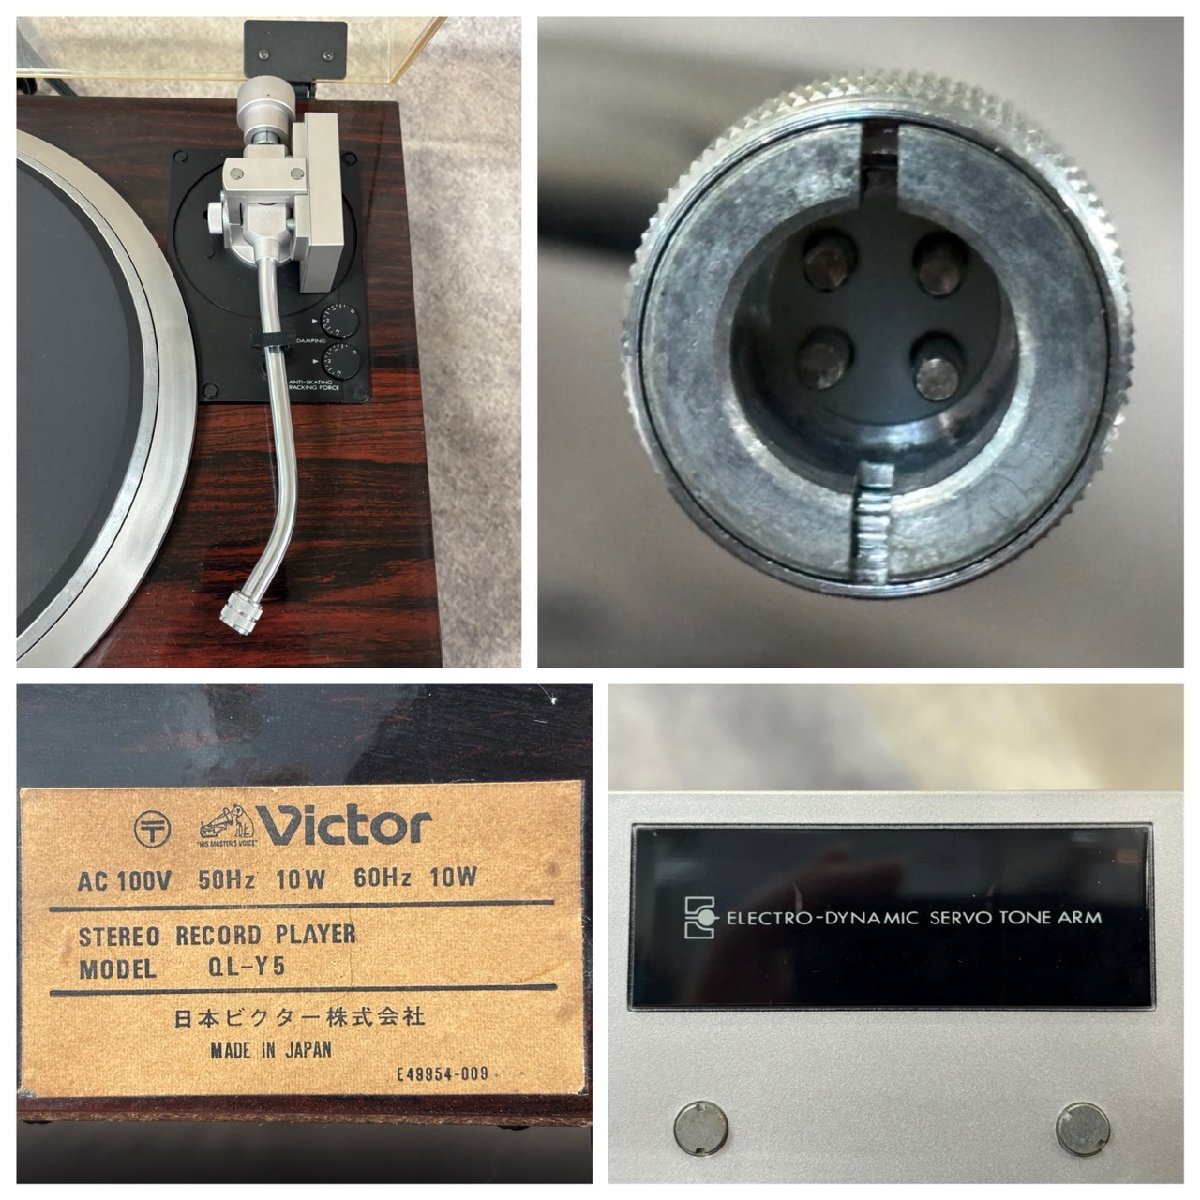 DAMPING
ANTI-SKATING
RACKING FORCE
〒
"HIS MASTER'S VOICE"
Victor
AC 100V 50Hz 10W 60Hz 10W
STEREO RECORD PLAYER
MODEL QL-Y5
日本ビクター株式会社
MADE IN JAPAN
E49954-009
ELECTRO-DYNAMIC SERVO TONE ARM